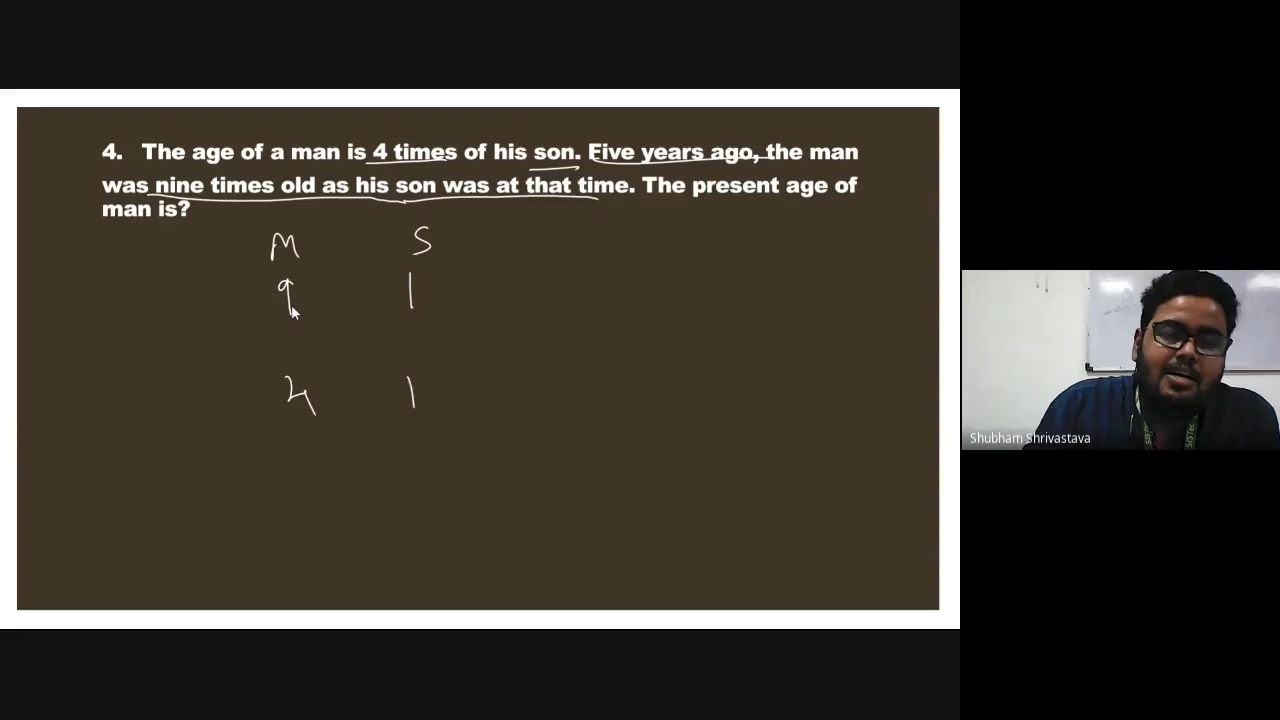 4. The age of a man is 4 times of his son. Five years ago, the man
was nine times old as his son was at that time. The present age of
man is?
M S
9 1
4 1
Shubham Shrivastava
SISTec
SISTec